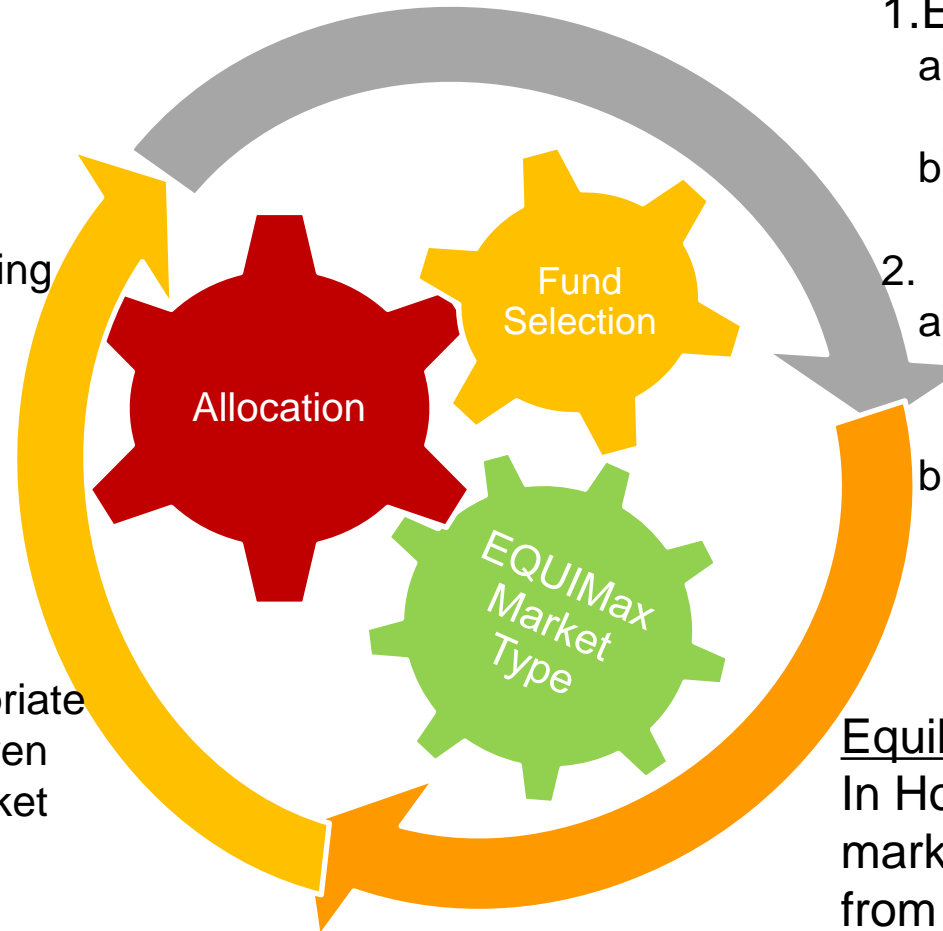 1.E
a
b
ing
2.
a
b
Fund
Selection
Allocation
EQUIMax
Market
Type
oriate
en
ket
Equil
In Ho
mark
from